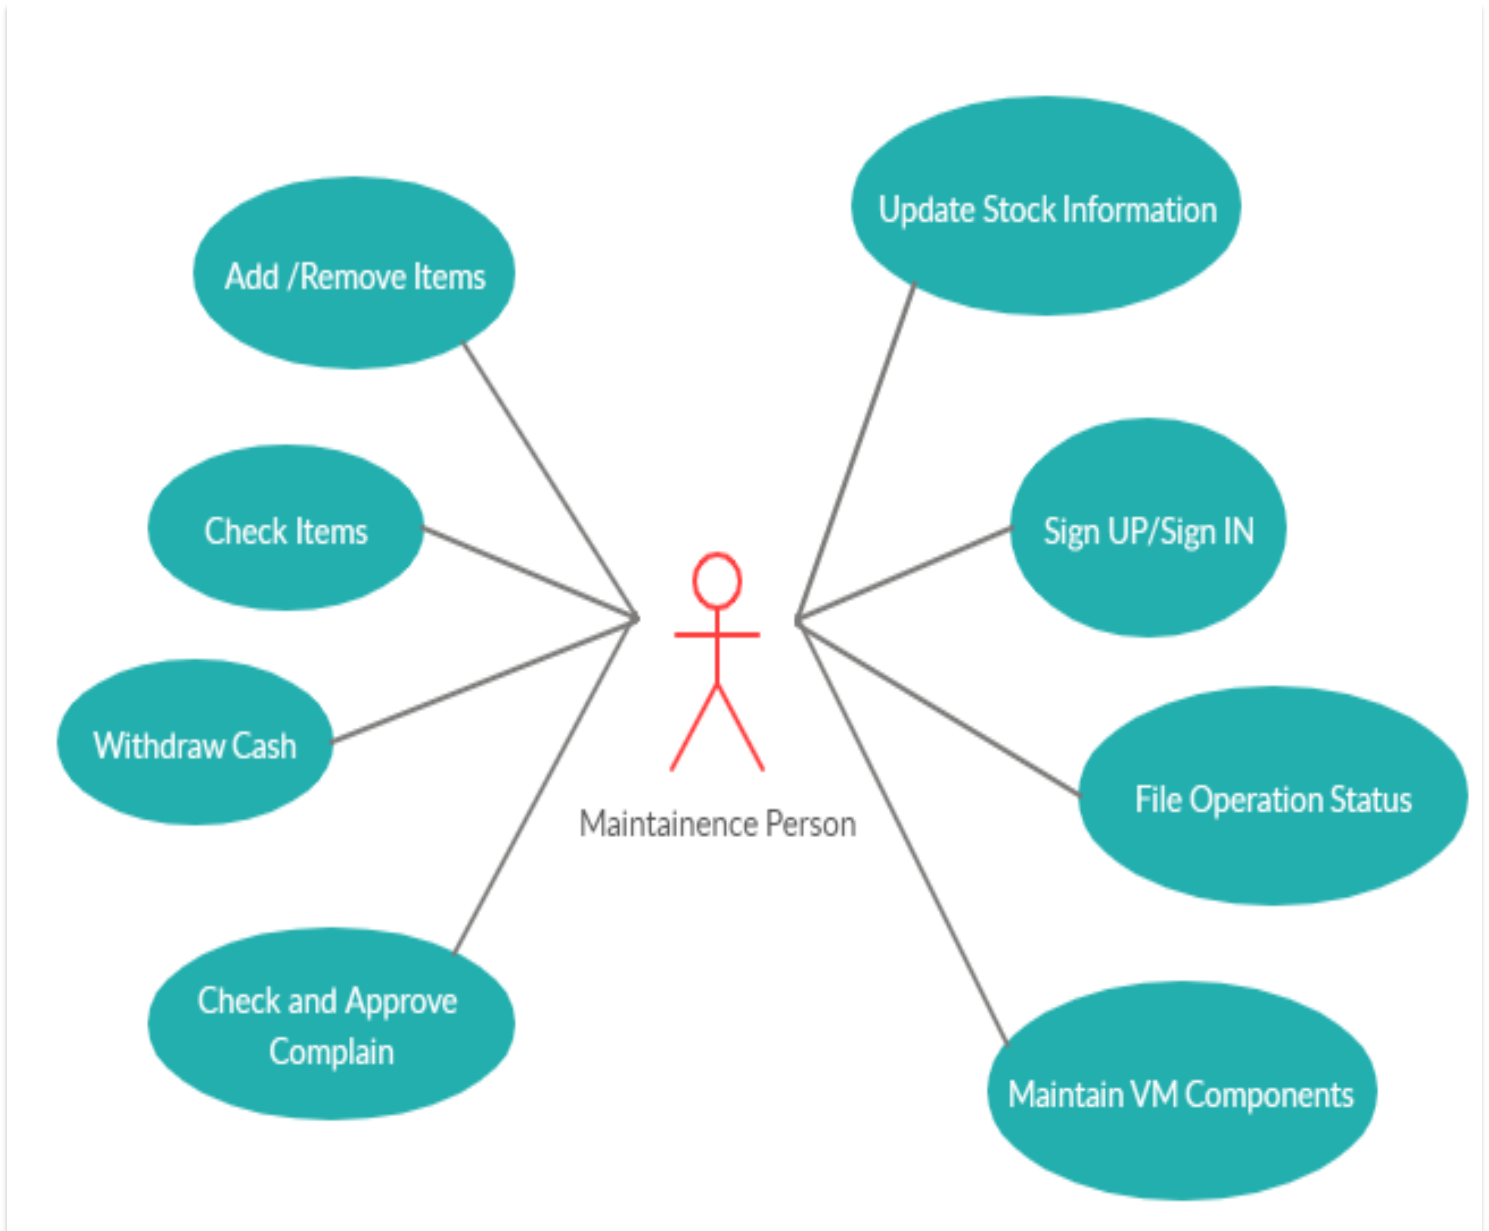 Update Stock Information
Add /Remove Items
Check Items
Sign UP/Sign IN
Withdraw Cash
File Operation Status
Maintainence Person
Check and Approve
Complain
Maintain VM Components